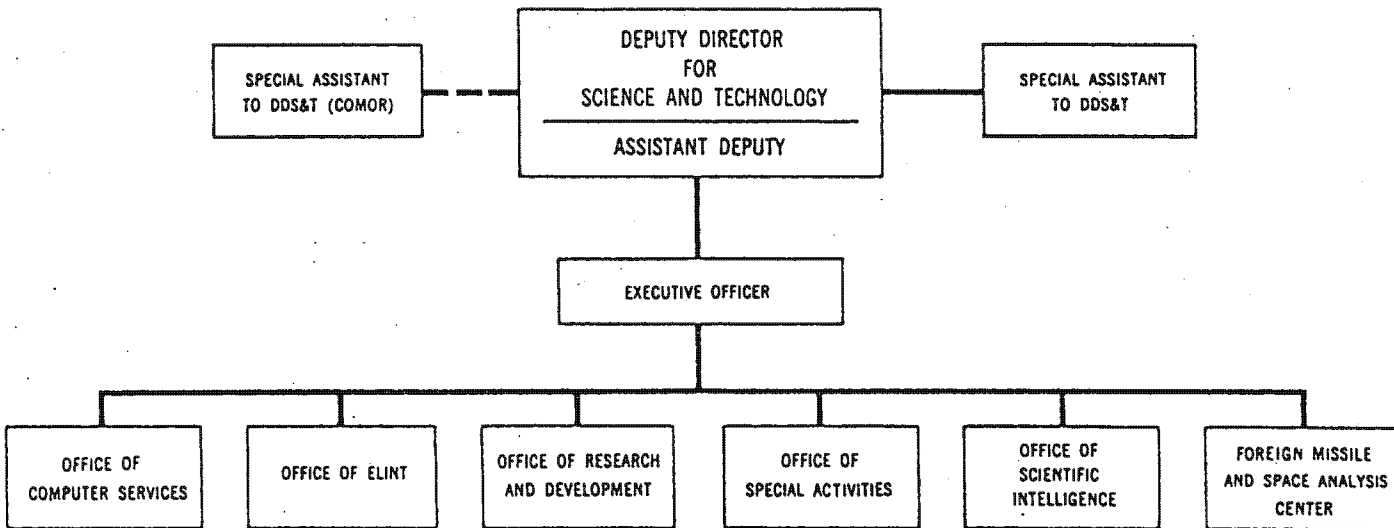 DEPUTY DIRECTOR
FOR
SCIENCE AND TECHNOLOGY
ASSISTANT DEPUTY
SPECIAL ASSISTANT
TO DDS&T (COMOR)
SPECIAL ASSISTANT
TO DDS&T
EXECUTIVE OFFICER
OFFICE OF
COMPUTER SERVICES
OFFICE OF ELINT
OFFICE OF RESEARCH
AND DEVELOPMENT
OFFICE OF
SPECIAL ACTIVITIES
OFFICE OF
SCIENTIFIC
INTELLIGENCE
FOREIGN MISSILE
AND SPACE ANALYSIS
CENTER